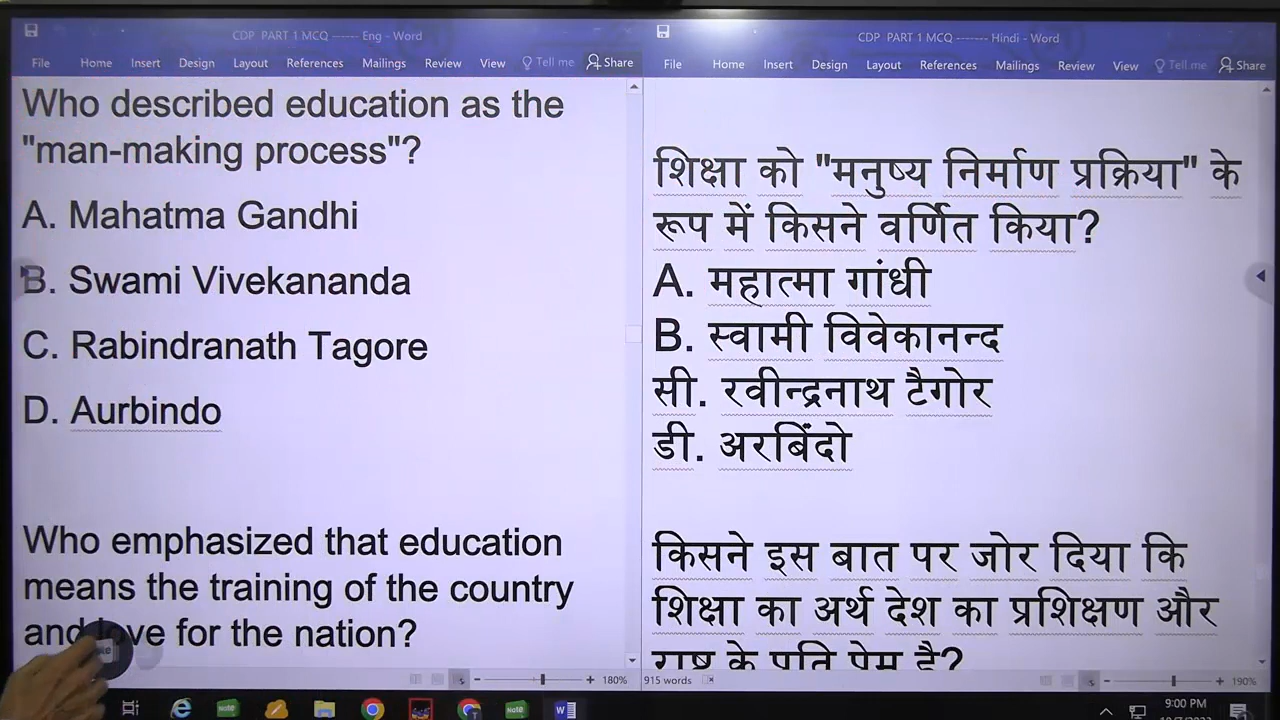 CDP PART 1 MCQ ------- Eng - Word
File Home Insert Design Layout References Mailings Review View Tell me Share
Who described education as the
"man-making process"?
A. Mahatma Gandhi
B. Swami Vivekananda
C. Rabindranath Tagore
D. Aurbindo
Who emphasized that education
means the training of the country
and love for the nation?
180%
CDP PART 1 MCQ ------- Hindi - Word
File Home Insert Design Layout References Mailings Review View Tell me Share
शिक्षा को "मनुष्य निर्माण प्रक्रिया" के
रूप में किसने वर्णित किया?
A. महात्मा गांधी
B. स्वामी विवेकानन्द
सी. रवीन्द्रनाथ टैगोर
डी. अरबिंदो
किसने इस बात पर जोर दिया कि
शिक्षा का अर्थ देश का प्रशिक्षण और
राष्ट्र के प्रति प्रेम है?
915 words 190%
Note Note 9:00 PM